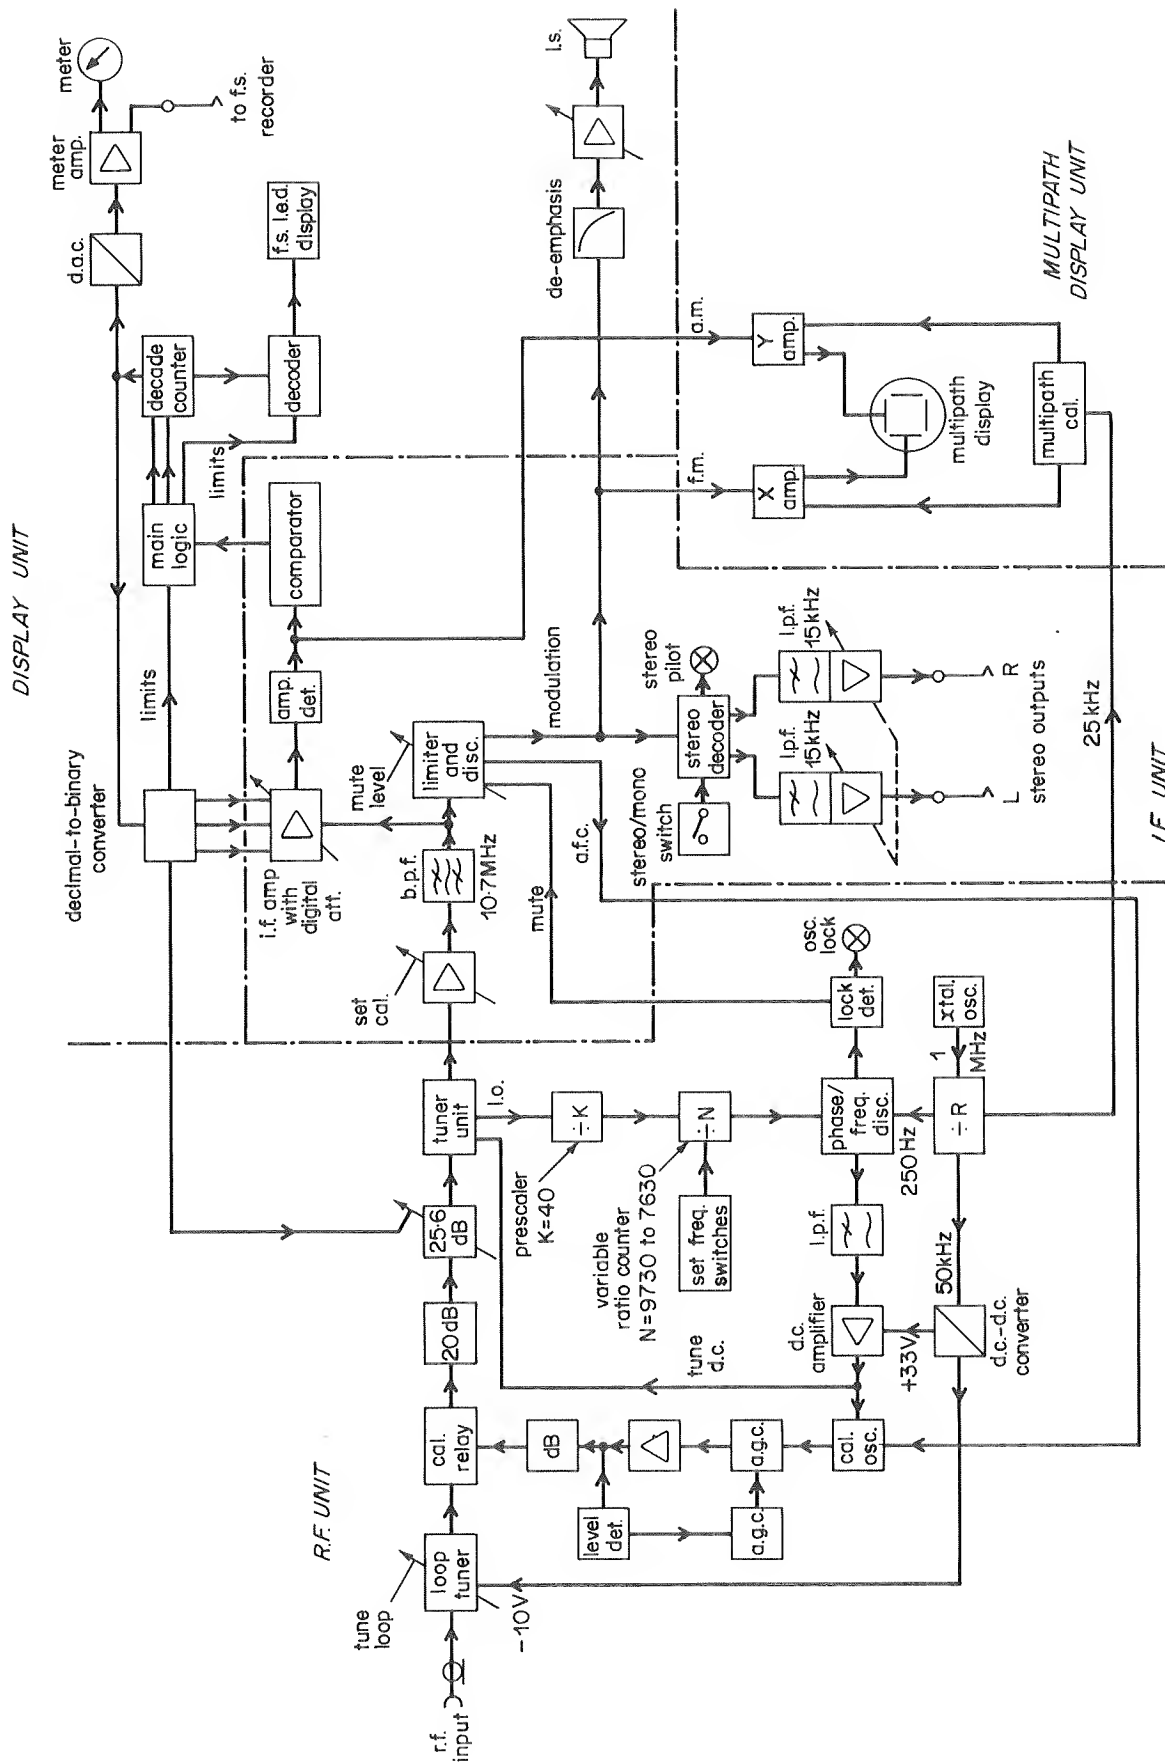 DISPLAY UNIT
meter
meter
amp.
to f.s.
recorder
d.a.c.
decade
counter
f.s. l.e.d.
display
decoder
limits
main
logic
limits
comparator
decimal-to-binary
converter
amp.
det.
i.f. amp
with
digital
att.
l.s.
de-emphasis
mute
level
limiter
and
disc.
modulation
b.p.f.
10·7MHz
set
cal.
a.f.c.
mute
stereo/mono
switch
stereo
decoder
stereo
pilot
l.p.f.
15kHz
l.p.f.
15kHz
L
R
stereo outputs
I.F. UNIT
a.m.
f.m.
Y
amp.
X
amp.
multipath
display
multipath
cal.
MULTIPATH
DISPLAY UNIT
25kHz
R.F. UNIT
r.f.
input
tune
loop
loop
tuner
-10V
cal.
relay
20dB
25·6
dB
tuner
unit
l.o.
prescaler
K=40
÷K
variable
ratio counter
N=9730 to 7630
÷N
set freq.
switches
phase/
freq.
disc.
lock
det.
osc.
lock
250Hz
÷R
1
MHz
xtal.
osc.
l.p.f.
d.c.
amplifier
tune
d.c.
+33V
50kHz
d.c.-d.c.
converter
dB
level
det.
a.g.c.
a.g.c.
cal.
osc.